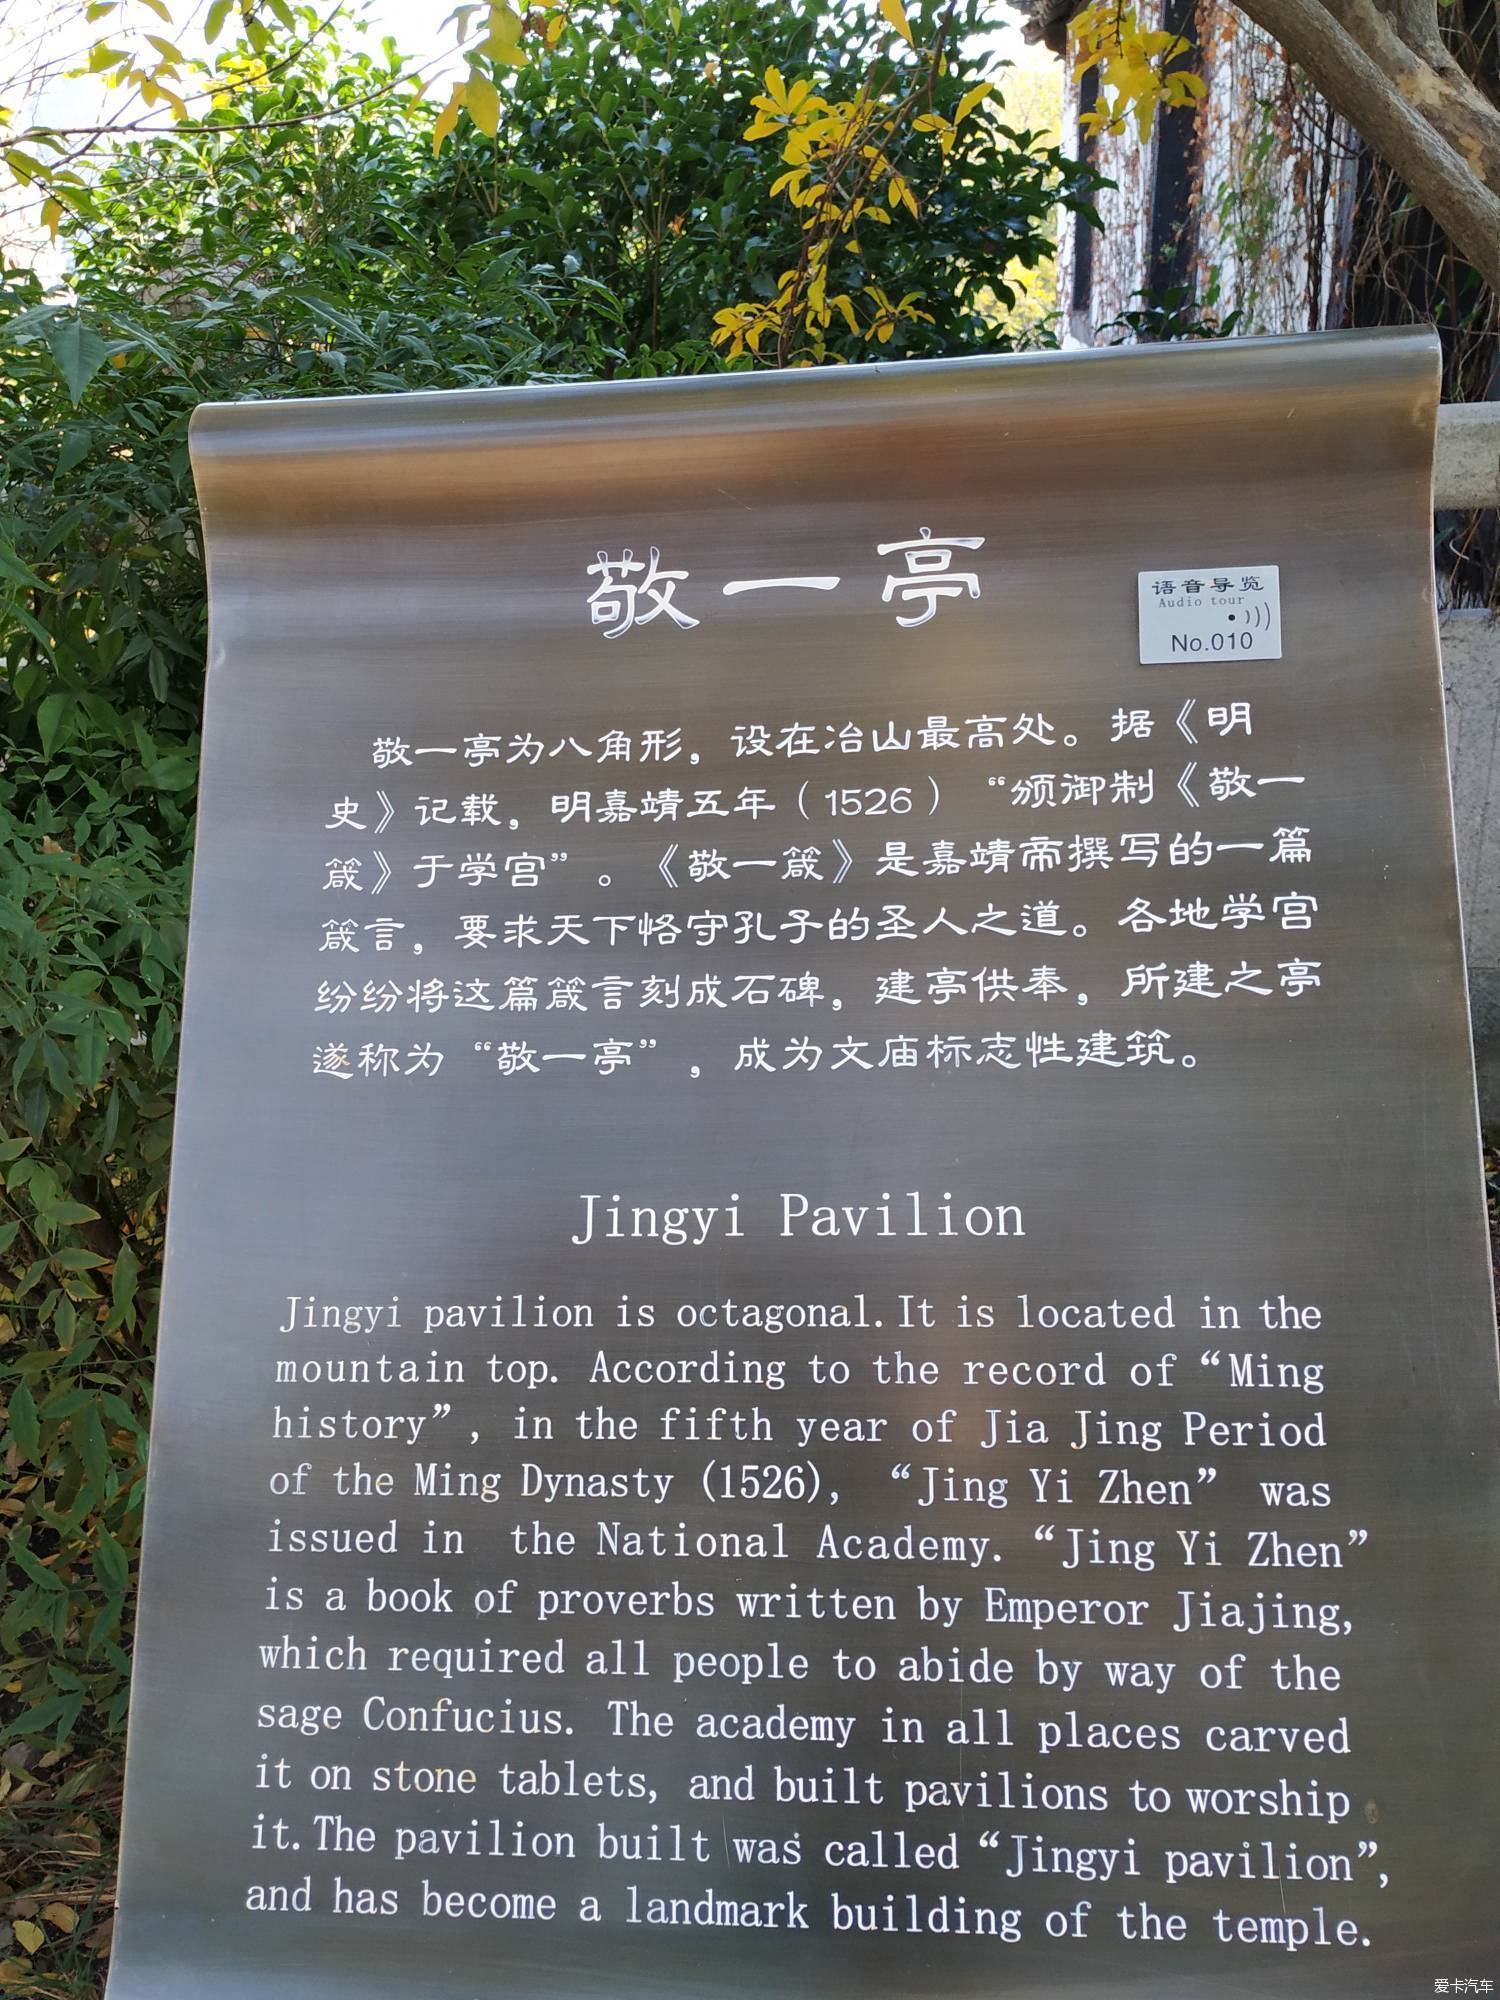 敬一亭
语音导览
Audio tour
No.010
敬一亭为八角形，设在冶山最高处。据《明
史》记载，明嘉靖五年（1526）“颁御制《敬一
箴》于学宫”。《敬一箴》是嘉靖帝撰写的一篇
箴言，要求天下恪守孔子的圣人之道。各地学宫
纷纷将这篇箴言刻成石碑，建亭供奉，所建之亭
遂称为“敬一亭”，成为文庙标志性建筑。
Jingyi Pavilion
Jingyi pavilion is octagonal. It is located in the
mountain top. According to the record of “Ming
history”, in the fifth year of Jia Jing Period
of the Ming Dynasty (1526), “Jing Yi Zhen” was
issued in the National Academy. “Jing Yi Zhen”
is a book of proverbs written by Emperor Jiajing,
which required all people to abide by way of the
sage Confucius. The academy in all places carved
it on stone tablets, and built pavilions to worship
it. The pavilion built was called “Jingyi pavilion”,
and has become a landmark building of the temple.
爱卡汽车